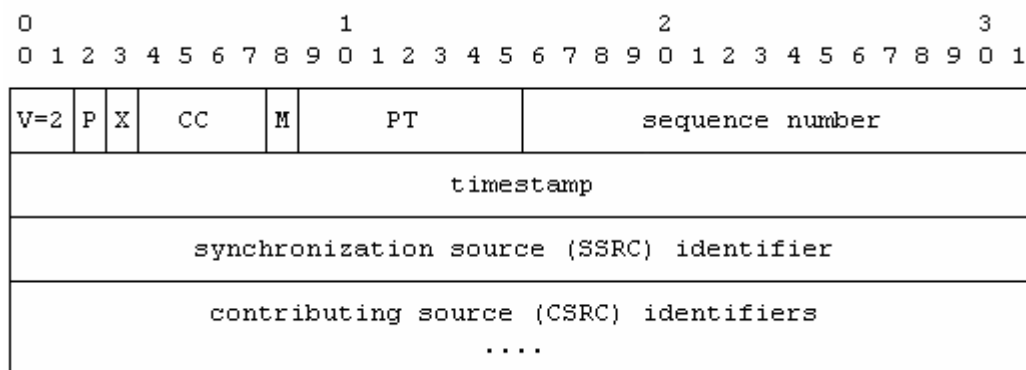 0 1 2 3
0 1 2 3 4 5 6 7 8 9 0 1 2 3 4 5 6 7 8 9 0 1 2 3 4 5 6 7 8 9 0 1
V=2 P X CC M PT sequence number
timestamp
synchronization source (SSRC) identifier
contributing source (CSRC) identifiers
....